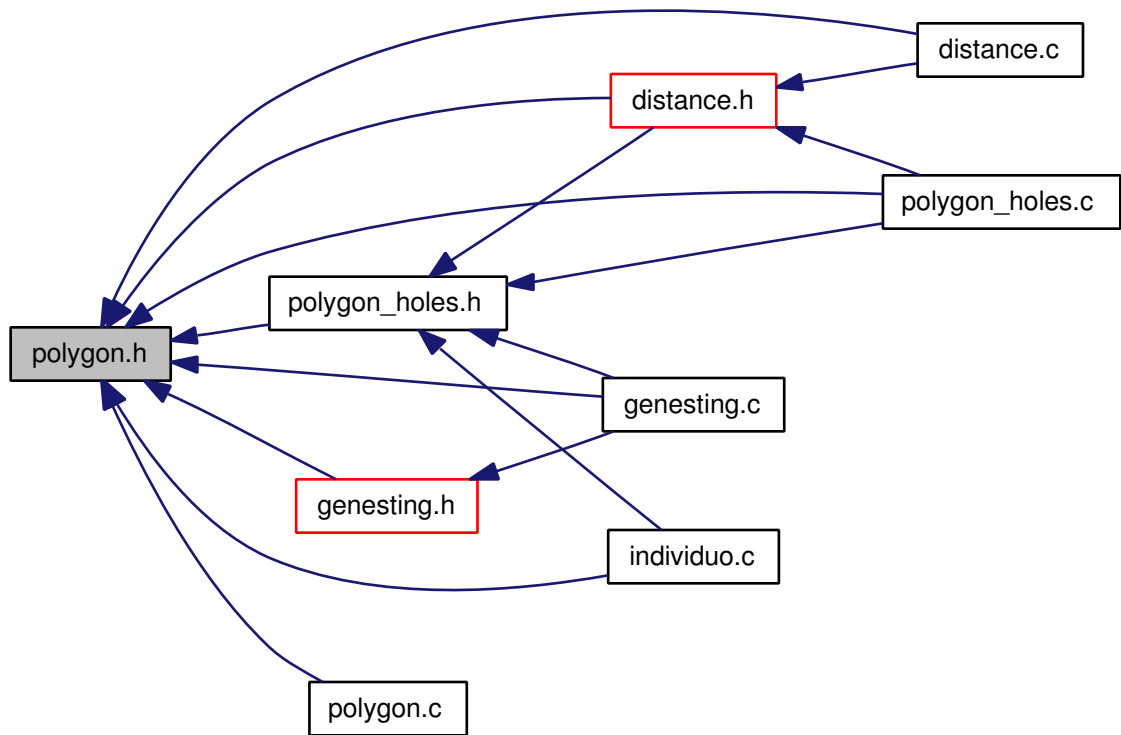 distance.c
distance.h
polygon_holes.c
polygon_holes.h
polygon.h
genesting.c
genesting.h
individuo.c
polygon.c